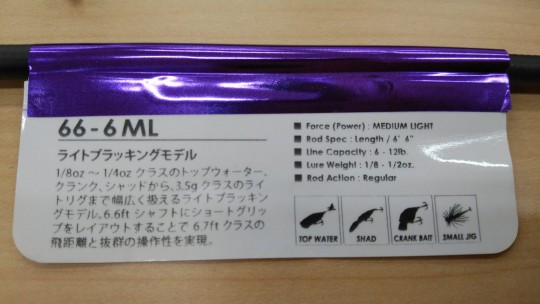 66-6 ML
ライトプラッキングモデル
1/8oz ～ 1/4oz クラスのトップウォーター、
クランク、シャッドから、3.5g クラスのライ
トリグまで幅広く扱えるライトプラッキン
グモデル。6.6ft シャフトにショートグリッ
プをレイアウトすることで 6.7ft クラスの
飛距離と抜群の操作性を実現。
■ Force (Power) : MEDIUM LIGHT
■ Rod Spec : Length / 6' 6"
■ Line Capacity : 6 - 12lb.
■ Lure Weight : 1/8 - 1/2oz.
■ Rod Action : Regular
TOP WATER
SHAD
CRANK BAIT
SMALL JIG